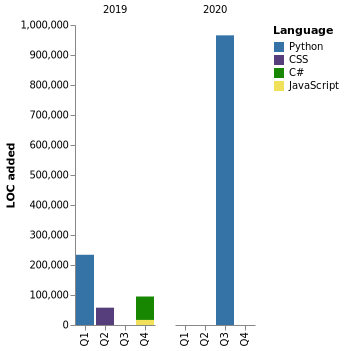 2019
2020
Language
Python
CSS
C#
JavaScript
LOC added
1,000,000
900,000
800,000
700,000
600,000
500,000
400,000
300,000
200,000
100,000
0
Q1
Q2
Q3
Q4
Q1
Q2
Q3
Q4